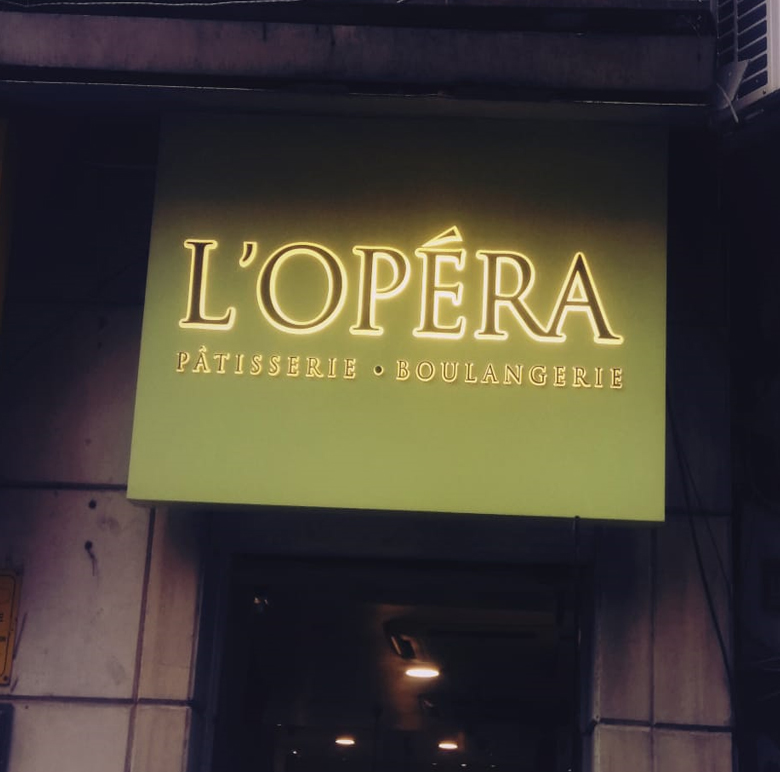 L'OPÉRA
PÂTISSERIE • BOULANGERIE